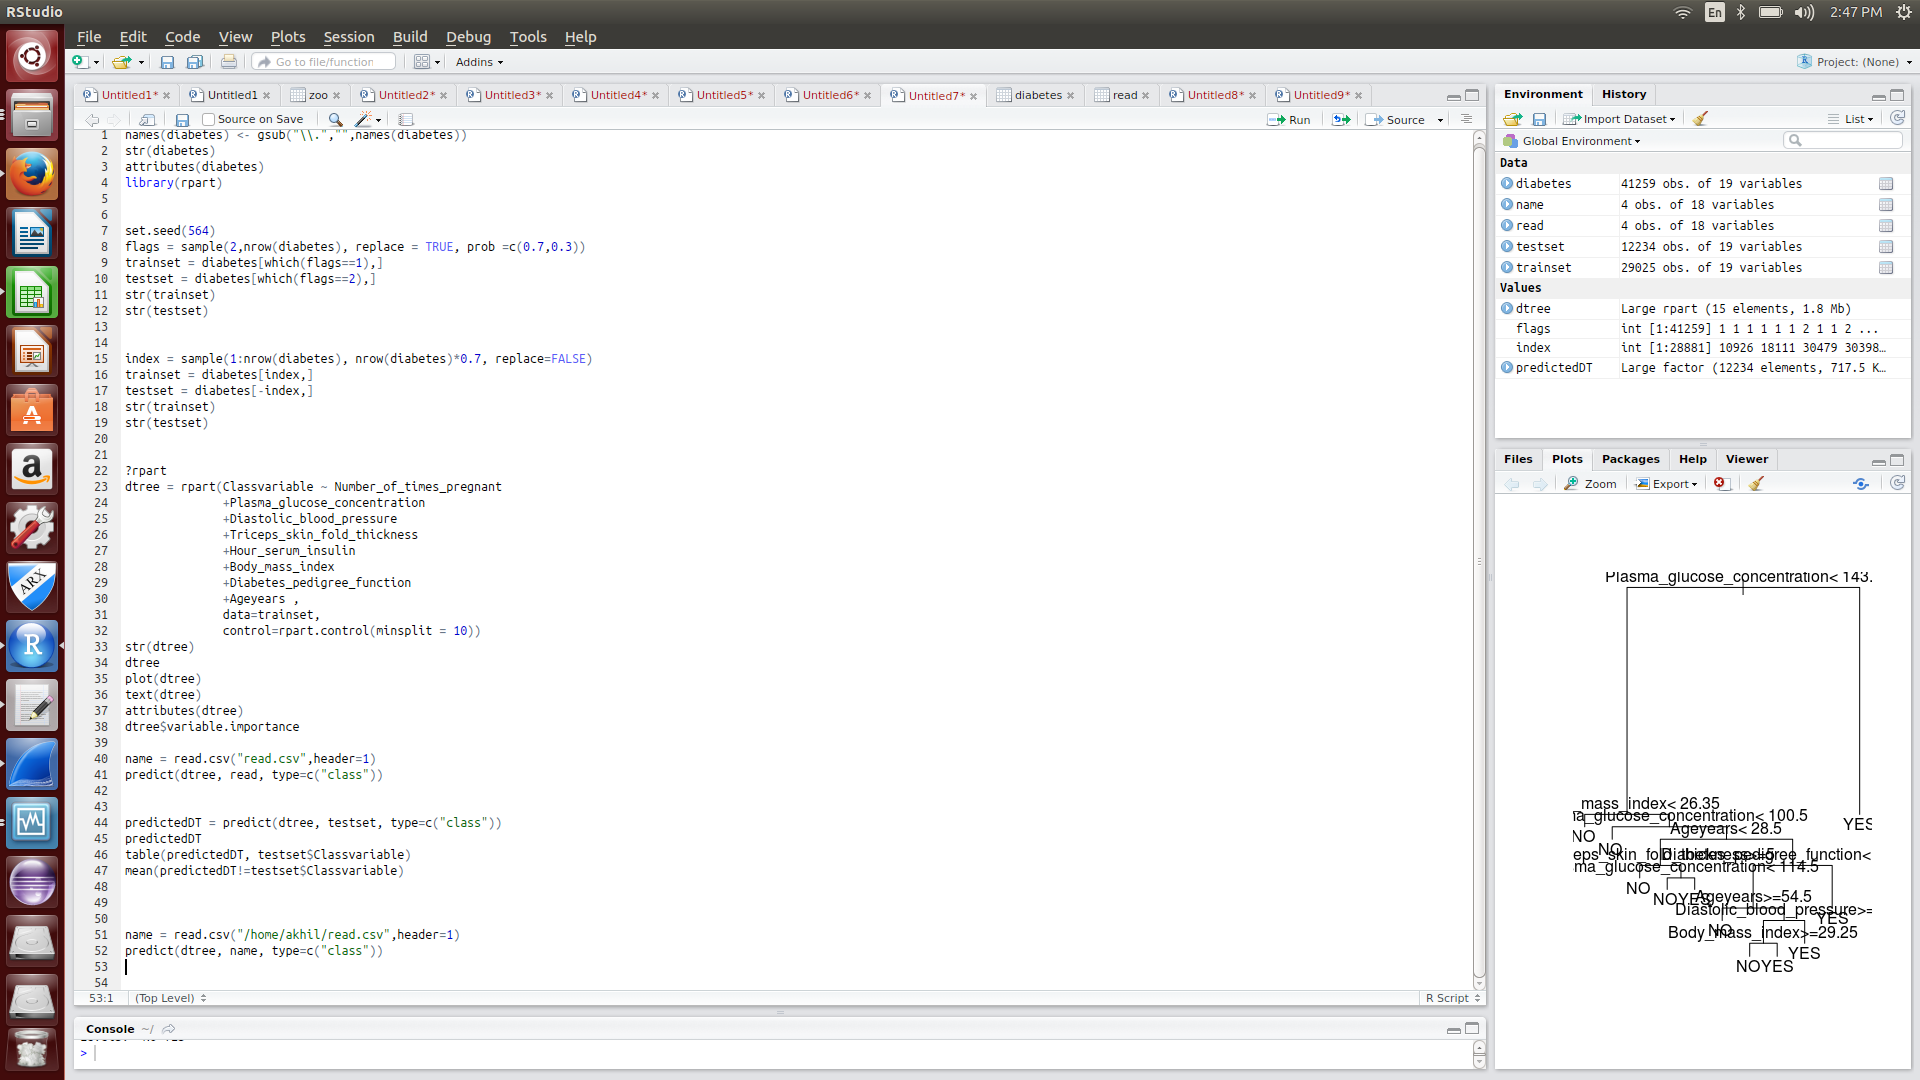 RStudio
En 2:47 PM
File Edit Code View Plots Session Build Debug Tools Help
Go to file/function Addins Project: (None)
Untitled1* Untitled1 zoo Untitled2* Untitled3* Untitled4* Untitled5* Untitled6* Untitled7* diabetes read Untitled8* Untitled9*
Source on Save Run Source
1 names(diabetes) <- gsub("\\.","",names(diabetes))
2 str(diabetes)
3 attributes(diabetes)
4 library(rpart)
5
6
7 set.seed(564)
8 flags = sample(2,nrow(diabetes), replace = TRUE, prob =c(0.7,0.3))
9 trainset = diabetes[which(flags==1),]
10 testset = diabetes[which(flags==2),]
11 str(trainset)
12 str(testset)
13
14
15 index = sample(1:nrow(diabetes), nrow(diabetes)*0.7, replace=FALSE)
16 trainset = diabetes[index,]
17 testset = diabetes[-index,]
18 str(trainset)
19 str(testset)
20
21
22 ?rpart
23 dtree = rpart(Classvariable ~ Number_of_times_pregnant
24 +Plasma_glucose_concentration
25 +Diastolic_blood_pressure
26 +Triceps_skin_fold_thickness
27 +Hour_serum_insulin
28 +Body_mass_index
29 +Diabetes_pedigree_function
30 +Ageyears ,
31 data=trainset,
32 control=rpart.control(minsplit = 10))
33 str(dtree)
34 dtree
35 plot(dtree)
36 text(dtree)
37 attributes(dtree)
38 dtree$variable.importance
39
40 name = read.csv("read.csv",header=1)
41 predict(dtree, read, type=c("class"))
42
43
44 predictedDT = predict(dtree, testset, type=c("class"))
45 predictedDT
46 table(predictedDT, testset$Classvariable)
47 mean(predictedDT!=testset$Classvariable)
48
49
50
51 name = read.csv("/home/akhil/read.csv",header=1)
52 predict(dtree, name, type=c("class"))
53
54
53:1 (Top Level) R Script
Console ~/
>
Environment History
Import Dataset List
Global Environment
Data
diabetes 41259 obs. of 19 variables
name 4 obs. of 18 variables
read 4 obs. of 18 variables
testset 12234 obs. of 19 variables
trainset 29025 obs. of 19 variables
Values
dtree Large rpart (15 elements, 1.8 Mb)
flags int [1:41259] 1 1 1 1 1 1 2 1 1 2 ...
index int [1:28881] 10926 18111 30479 30398…
predictedDT Large factor (12234 elements, 717.5 K…
Files Plots Packages Help Viewer
Zoom Export
Plasma_glucose_concentration< 143.
mass_index< 26.35
a_glucose_concentration< 100.5
YES
NO
Ageyears< 28.5
NO
eps_skin_fold_thickness>=5
Diabetes_pedigree_function<
ma_glucose_concentration< 114.5
NO
NOYES
Ageyears>=54.5
Diastolic_blood_pressure>=
YES
NO
Body_mass_index>=29.25
YES
NOYES
ARX
R
a
A